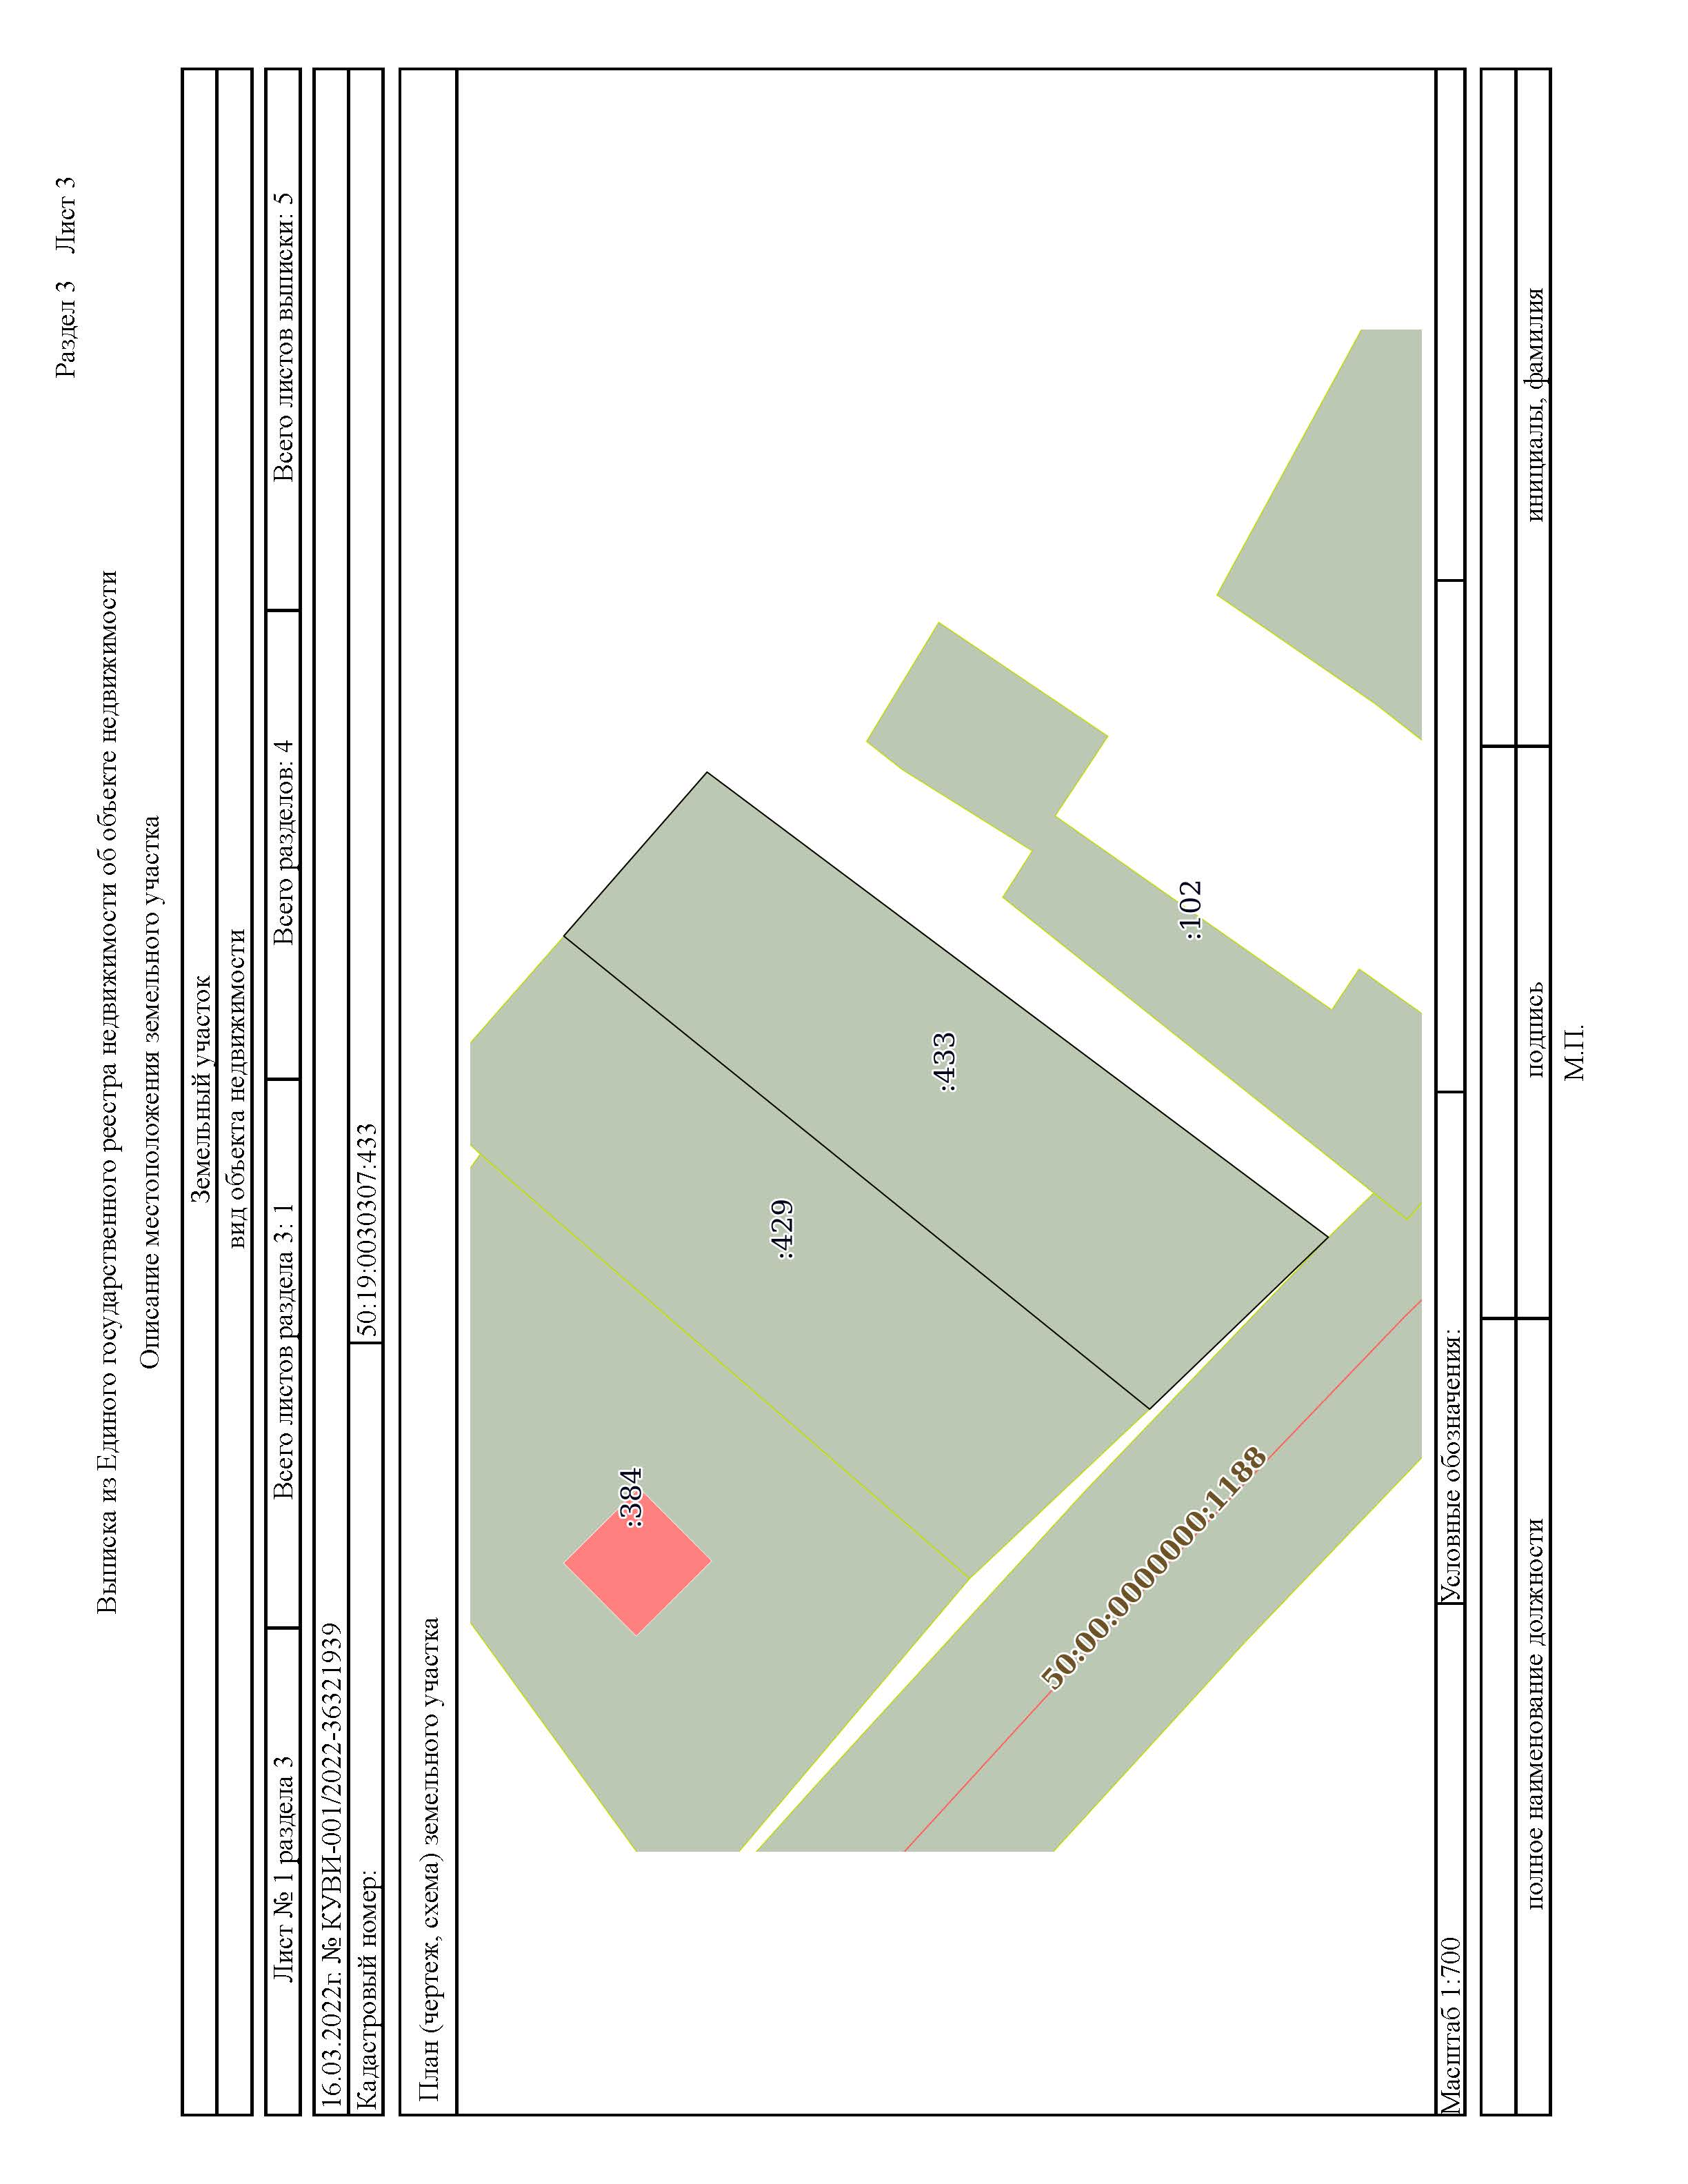 Раздел 3 Лист 3
Выписка из Единого государственного реестра недвижимости об объекте недвижимости
Описание местоположения земельного участка
Земельный участок
вид объекта недвижимости
Лист № 1 раздела 3 Всего листов раздела 3: 1 Всего разделов: 4 Всего листов выписки: 5
16.03.2022г. № КУВИ-001/2022-36321939
Кадастровый номер: 50:19:0030307:433
План (чертеж, схема) земельного участка
:384
:429
:433
:102
50:00:0000000:1188
Масштаб 1:700 Условные обозначения:
полное наименование должности подпись инициалы, фамилия
М.П.